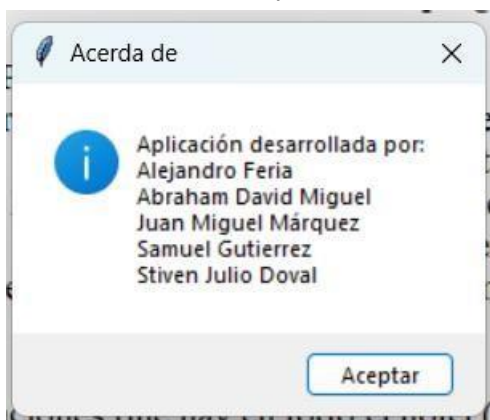 Acerda de
Aplicación desarrollada por:
Alejandro Feria
Abraham David Miguel
Juan Miguel Márquez
Samuel Gutierrez
Stiven Julio Doval
Aceptar